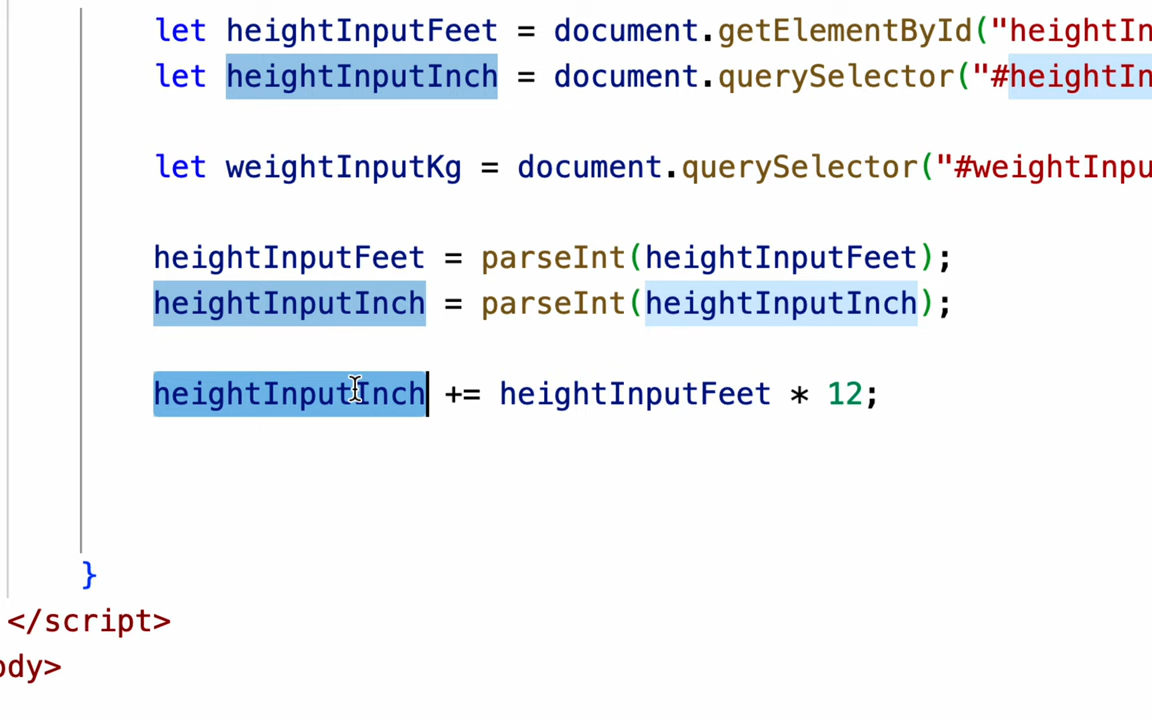 let heightInputFeet = document.getElementById("heightIn
let heightInputInch = document.querySelector("#heightIn
let weightInputKg = document.querySelector("#weightInpu
heightInputFeet = parseInt(heightInputFeet);
heightInputInch = parseInt(heightInputInch);
heightInputInch += heightInputFeet * 12;
}
</script>
ody>